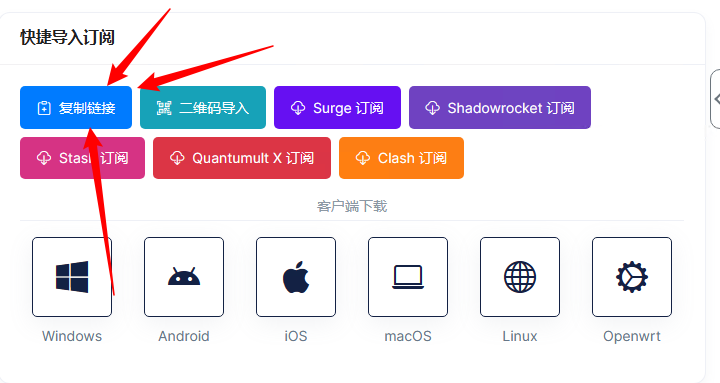 快捷导入订阅
复制链接 二维码导入 Surge 订阅 Shadowrocket 订阅
Stash 订阅 Quantumult X 订阅 Clash 订阅
客户端下载
Windows Android iOS macOS Linux Openwrt